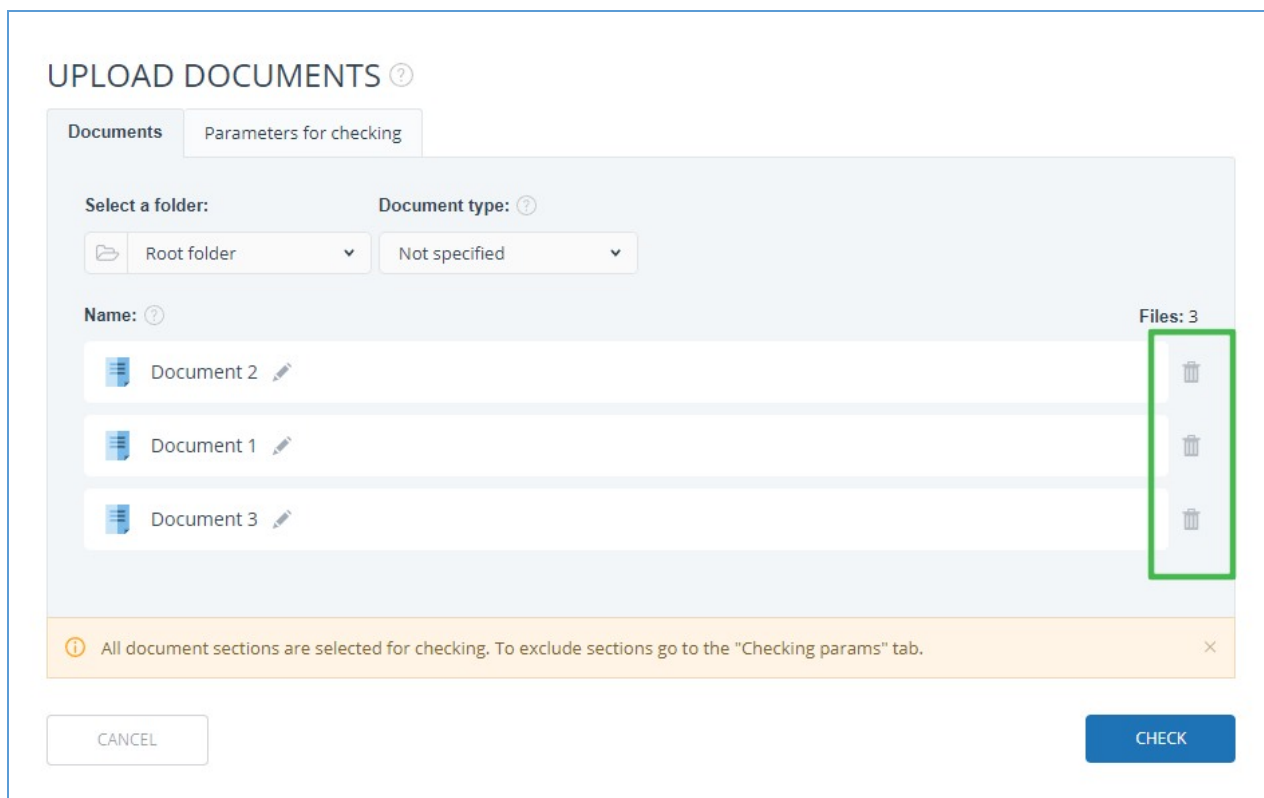 UPLOAD DOCUMENTS ?
Documents Parameters for checking
Select a folder: Document type: ?
Root folder Not specified
Name: ? Files: 3
Document 2
Document 1
Document 3
All document sections are selected for checking. To exclude sections go to the "Checking params" tab.
CANCEL CHECK